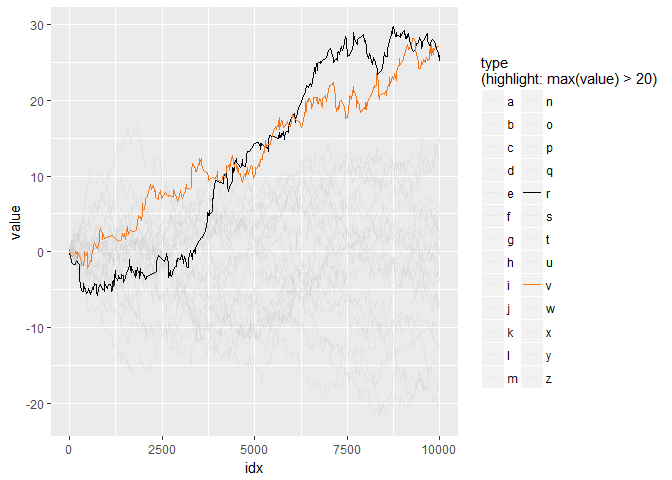 30
20
10
0
-10
-20
value
0
2500
5000
7500
10000
idx
type
(highlight: max(value) > 20)
a n
b o
c p
d q
e r
f s
g t
h u
i v
j w
k x
l y
m z